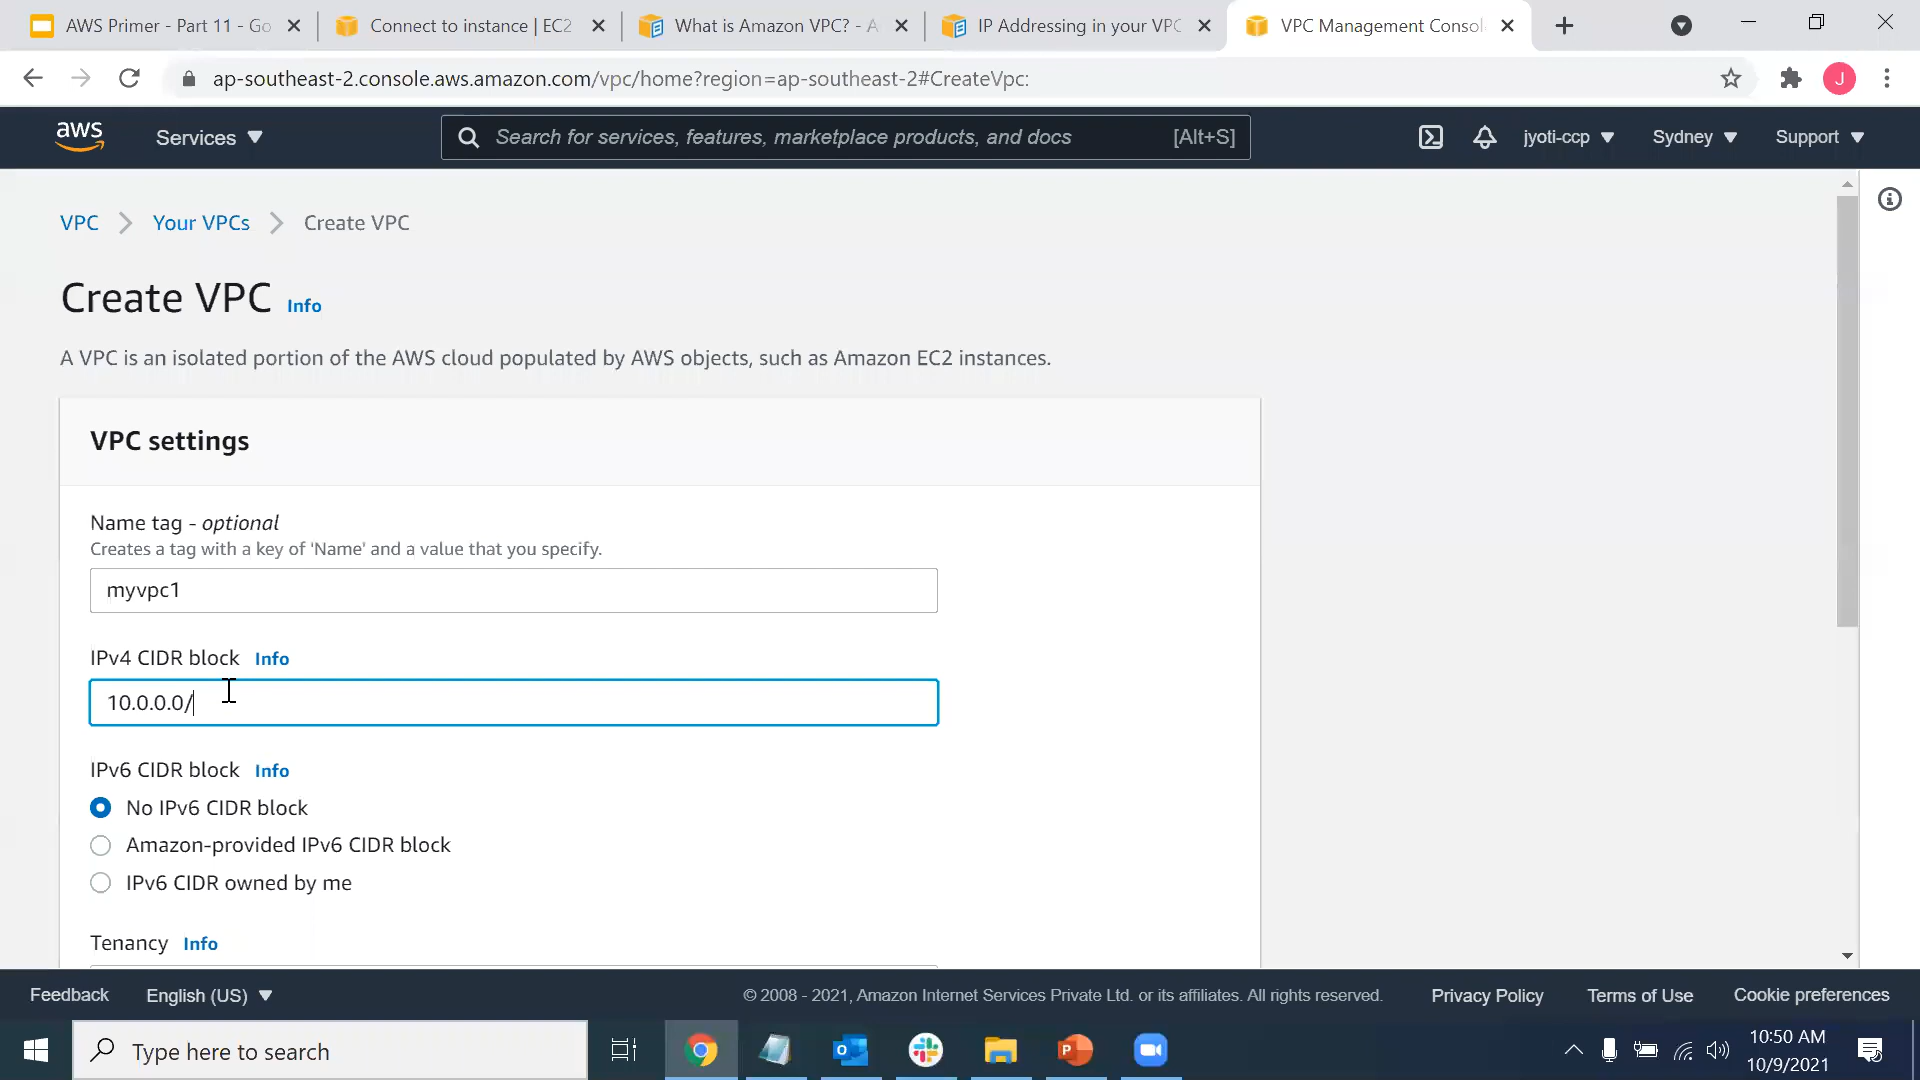 AWS Primer - Part 11 - Go
Connect to instance | EC2
What is Amazon VPC? - A
IP Addressing in your VPC
VPC Management Consol
ap-southeast-2.console.aws.amazon.com/vpc/home?region=ap-southeast-2#CreateVpc:
J
aws
Services
Search for services, features, marketplace products, and docs
[Alt+S]
jyoti-ccp
Sydney
Support
VPC
Your VPCs
Create VPC
Create VPC Info
A VPC is an isolated portion of the AWS cloud populated by AWS objects, such as Amazon EC2 instances.
VPC settings
Name tag - optional
Creates a tag with a key of 'Name' and a value that you specify.
myvpc1
IPv4 CIDR block Info
10.0.0.0/
IPv6 CIDR block Info
No IPv6 CIDR block
Amazon-provided IPv6 CIDR block
IPv6 CIDR owned by me
Tenancy Info
Feedback
English (US)
© 2008 - 2021, Amazon Internet Services Private Ltd. or its affiliates. All rights reserved.
Privacy Policy
Terms of Use
Cookie preferences
Type here to search
10:50 AM
10/9/2021